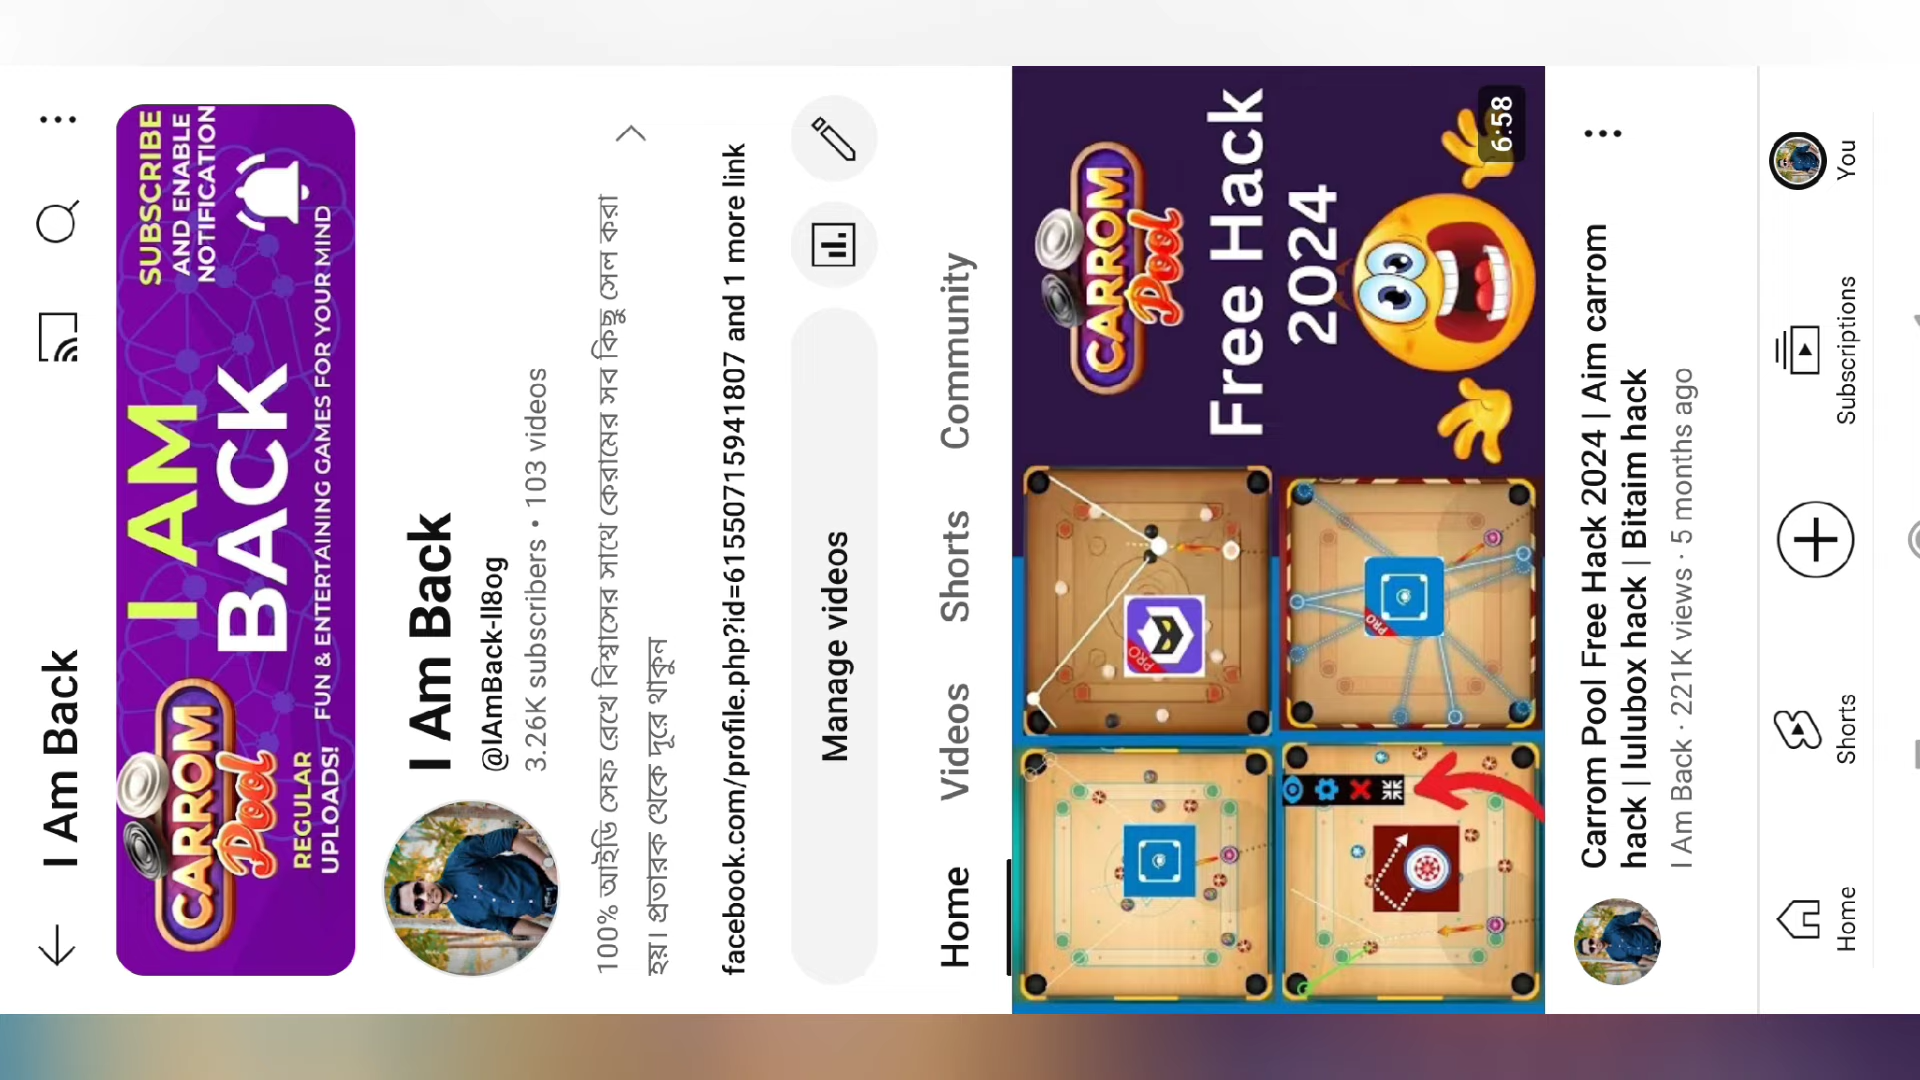 I Am Back
CARROM
Pool
REGULAR
UPLOADS!
I AM
BACK
FUN & ENTERTAINING GAMES FOR YOUR MIND
SUBSCRIBE
AND ENABLE
NOTIFICATION
I Am Back
@IAmBack-ll8og
3.26K subscribers • 103 videos
100% আইডি সেফ রেখে বিশ্বাসের সাথে কেরামের সব কিছু সেল করা
হয়। প্রতারক থেকে দূরে থাকুন
facebook.com/profile.php?id=61550715941807 and 1 more link
Manage videos
Home Videos Shorts Community
PRO
PRO
CARROM
Pool
Free Hack
2024
6:58
Carrom Pool Free Hack 2024 | Aim carrom
hack | lulubox hack | Bitaim hack
I Am Back · 221K views · 5 months ago
Home Shorts Subscriptions You